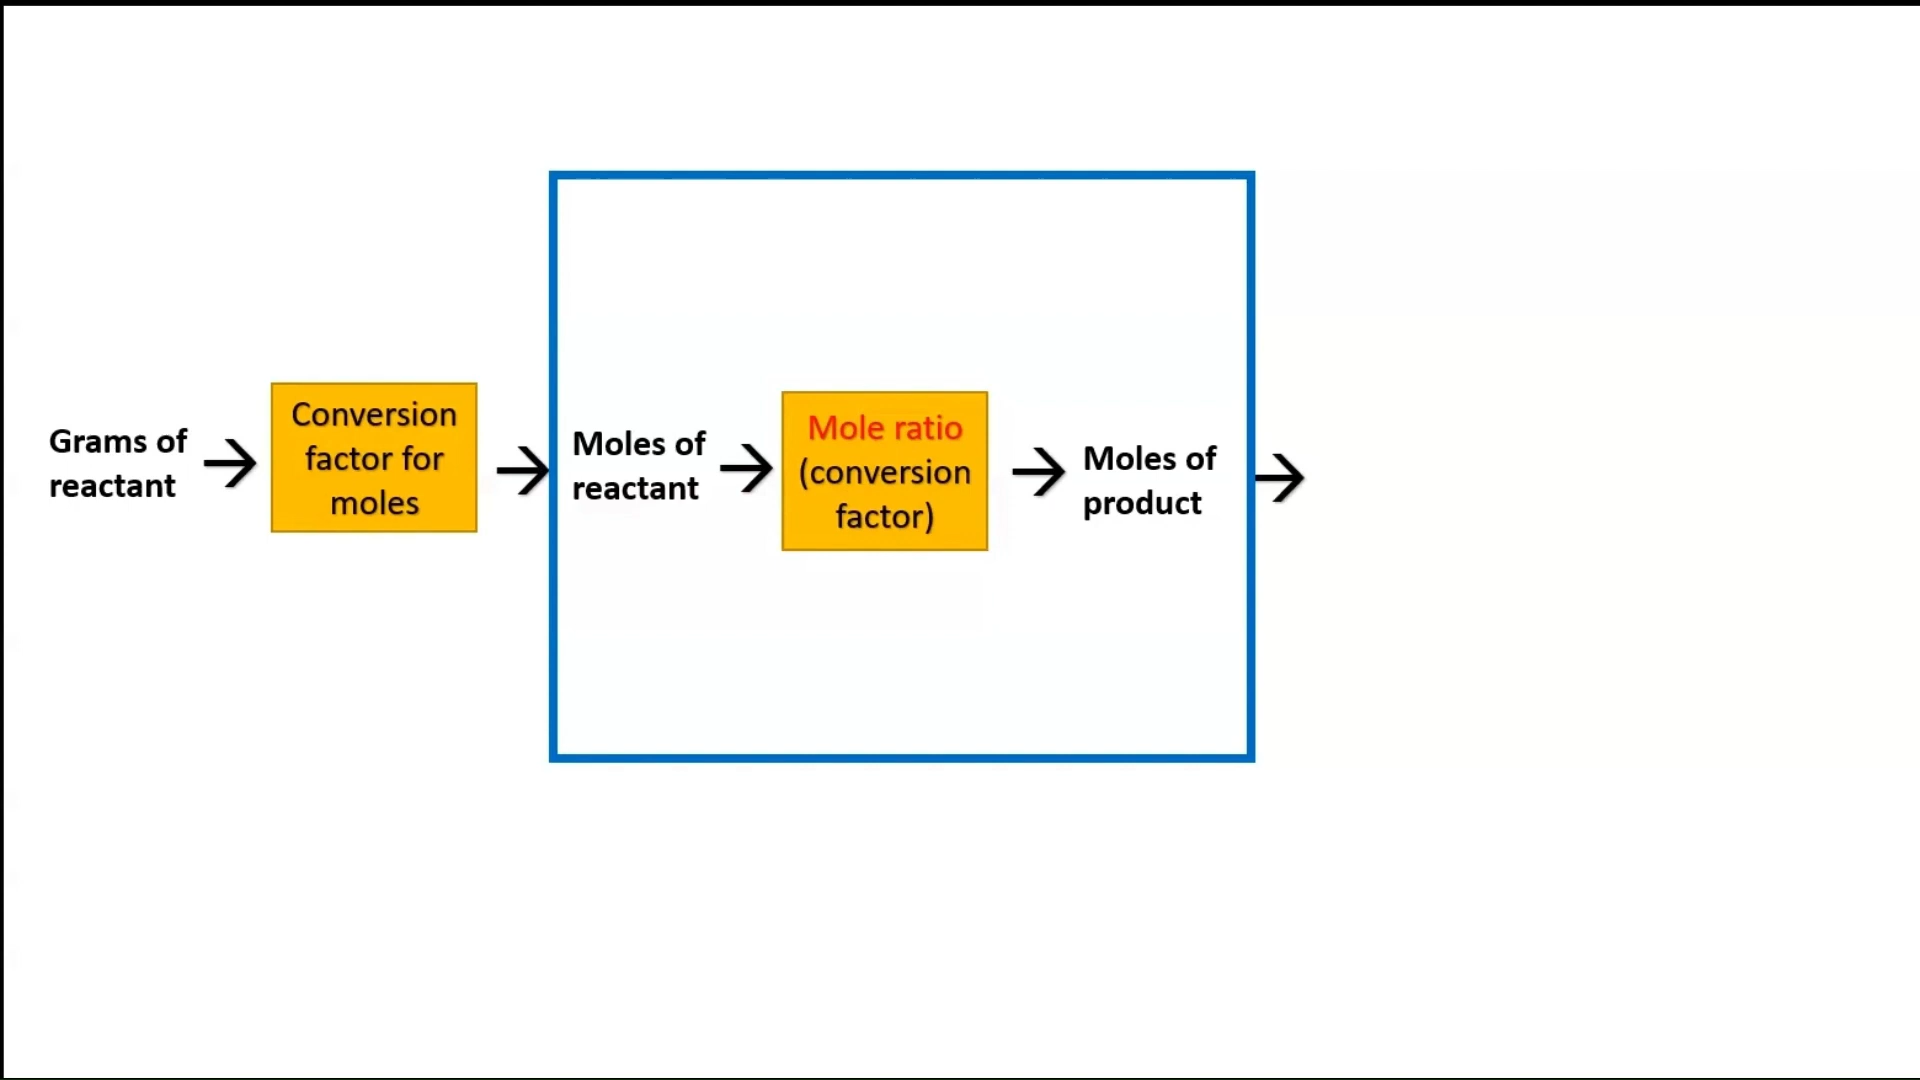 Grams of
reactant
→
Conversion
factor for
moles
→
Moles of
reactant
→
Mole ratio
(conversion
factor)
→
Moles of
product
→